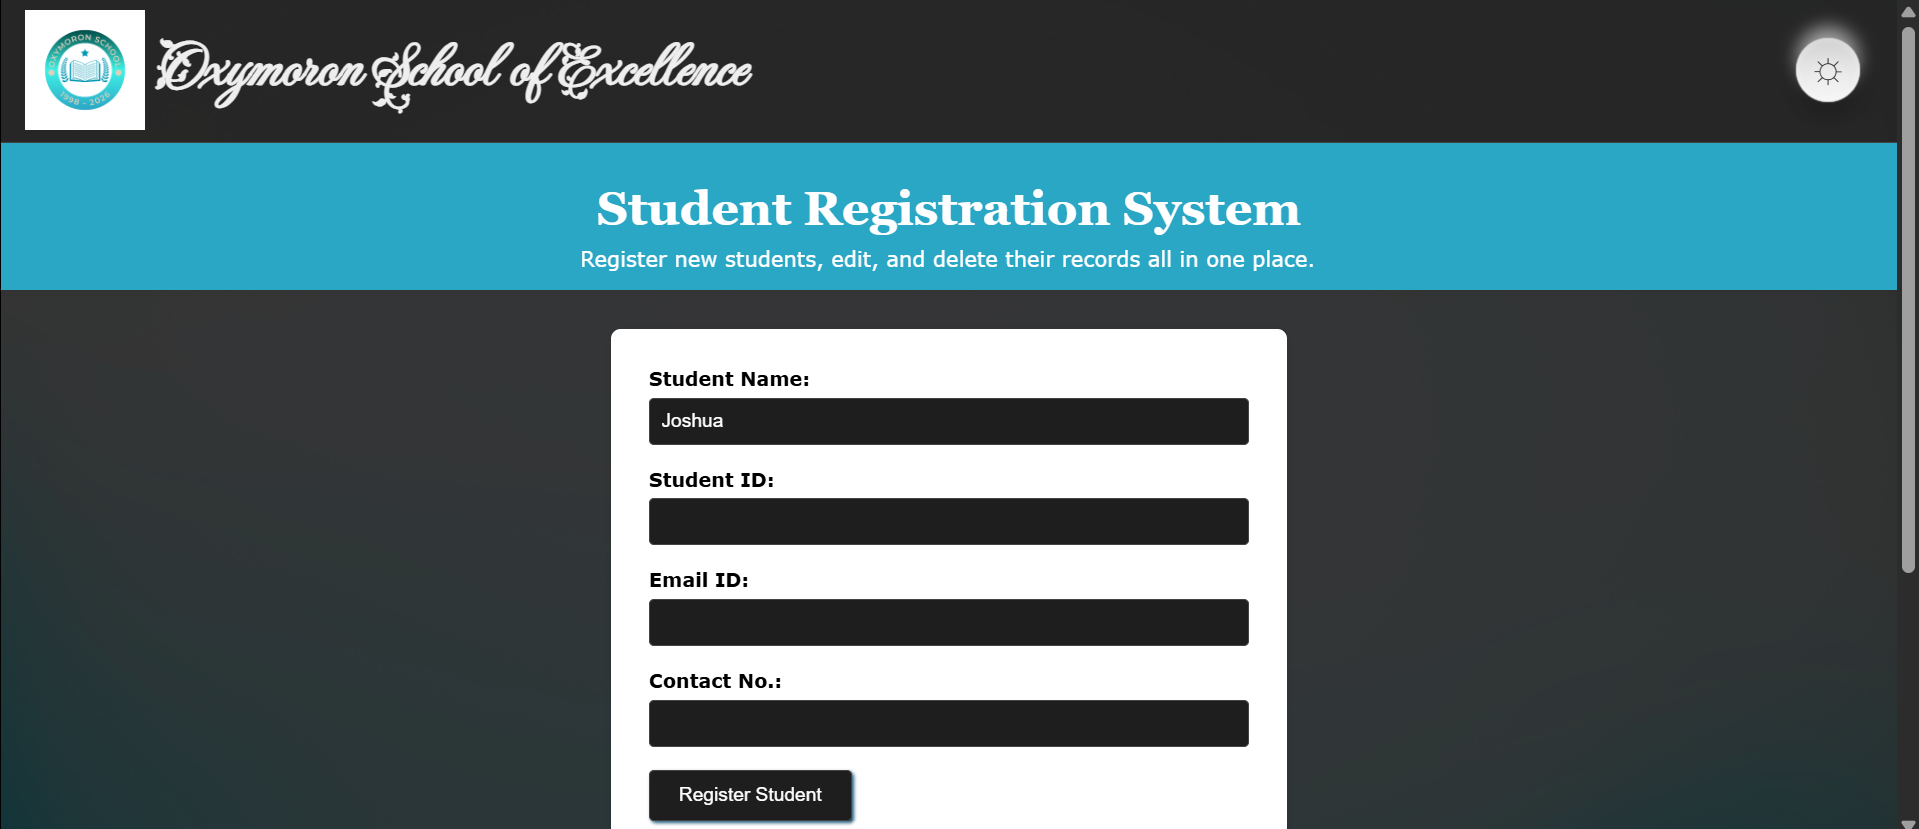 OXYMORON SCHOOL
1998 - 2026
Oxymoron School of Excellence
Student Registration System
Register new students, edit, and delete their records all in one place.
Student Name:
Joshua
Student ID:
Email ID:
Contact No.:
Register Student